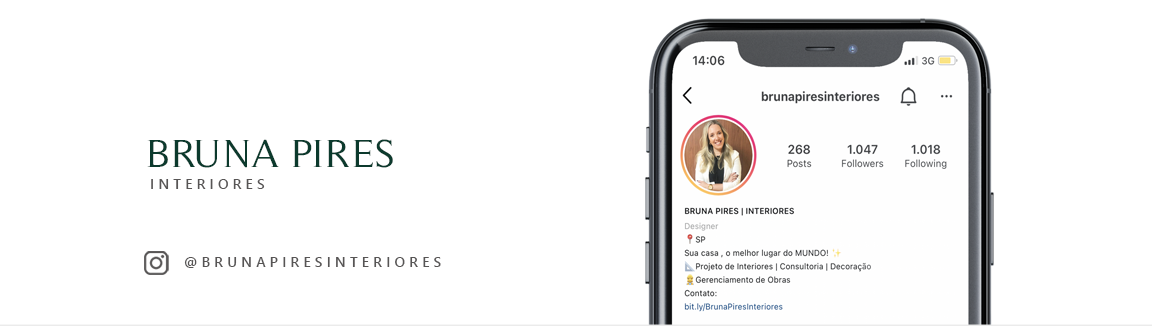 BRUNA PIRES
INTERIORES
@BRUNAPIRESINTERIORES
14:06
3G
brunapiresinteriores
268
1.047
1.018
Posts
Followers
Following
BRUNA PIRES | INTERIORES
Designer
📍SP
Sua casa , o melhor lugar do MUNDO! ✨
📐Projeto de Interiores | Consultoria | Decoração
👷Gerenciamento de Obras
Contato:
bit.ly/BrunaPiresInteriores